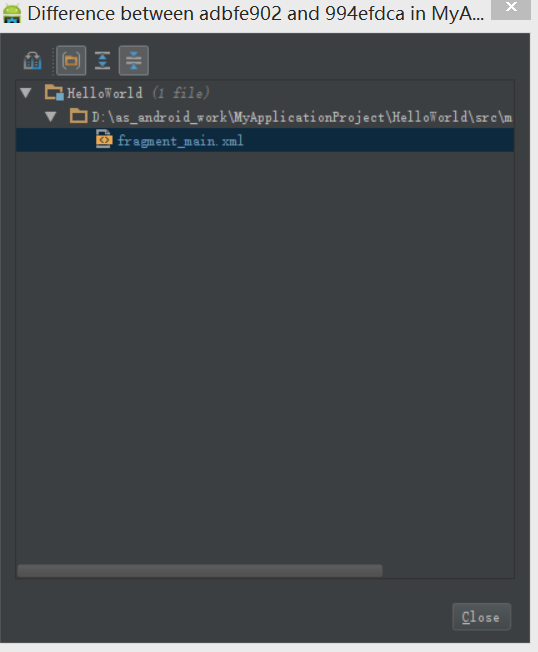 Difference between adbfe902 and 994efdca in MyA...
HelloWorld (1 file)
D:\as_android_work\MyApplicationProject\HelloWorld\src\m
fragment_main.xml
Close